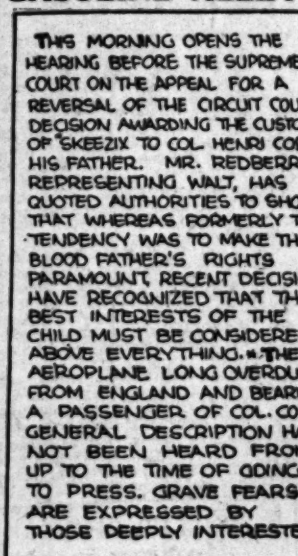 THIS MORNING OPENS THE
HEARING BEFORE THE SUPREME
COURT ON THE APPEAL FOR A
REVERSAL OF THE CIRCUIT COU
DECISION AWARDING THE CUSTO
OF SKEEZIX TO COL. HENRI CO
HIS FATHER. MR. REDBERR
REPRESENTING WALT, HAS
QUOTED AUTHORITIES TO SHO
THAT WHEREAS FORMERLY T
TENDENCY WAS TO MAKE TH
BLOOD FATHER'S RIGHTS
PARAMOUNT, RECENT DECISI
HAVE RECOGNIZED THAT TH
BEST INTERESTS OF THE
CHILD MUST BE CONSIDERE
ABOVE EVERYTHING. THE
AEROPLANE LONG OVERDU
FROM ENGLAND AND BEAR
A PASSENGER OF COL. CO
GENERAL DESCRIPTION HA
NOT BEEN HEARD FRO
UP TO THE TIME OF GOING
TO PRESS. GRAVE FEARS
ARE EXPRESSED BY
THOSE DEEPLY INTERESTE